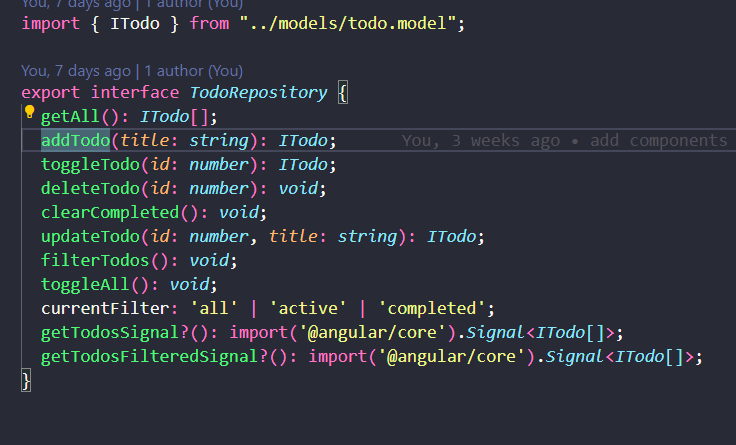 You, 7 days ago | 1 author (You)
import { ITodo } from "../models/todo.model";
You, 7 days ago | 1 author (You)
export interface TodoRepository {
getAll(): ITodo[];
addTodo(title: string): ITodo; You, 3 weeks ago • add components
toggleTodo(id: number): ITodo;
deleteTodo(id: number): void;
clearCompleted(): void;
updateTodo(id: number, title: string): ITodo;
filterTodos(): void;
toggleAll(): void;
currentFilter: 'all' | 'active' | 'completed';
getTodosSignal?(): import('@angular/core').Signal<ITodo[]>;
getTodosFilteredSignal?(): import('@angular/core').Signal<ITodo[]>;
}